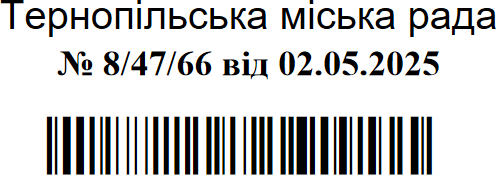 Тернопільська міська рада
№ 8/47/66 від 02.05.2025